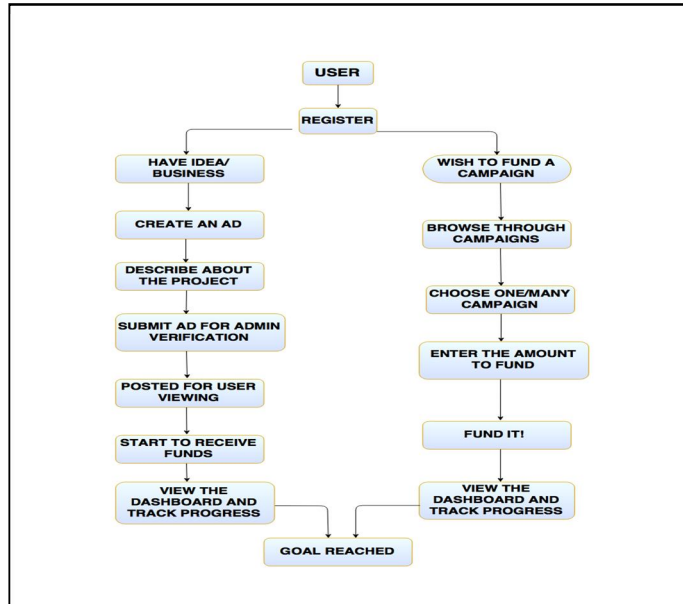 USER
REGISTER
HAVE IDEA/
BUSINESS
CREATE AN AD
DESCRIBE ABOUT
THE PROJECT
SUBMIT AD FOR ADMIN
VERIFICATION
POSTED FOR USER
VIEWING
START TO RECEIVE
FUNDS
VIEW THE
DASHBOARD AND
TRACK PROGRESS
WISH TO FUND A
CAMPAIGN
BROWSE THROUGH
CAMPAIGNS
CHOOSE ONE/MANY
CAMPAIGN
ENTER THE AMOUNT
TO FUND
FUND IT!
VIEW THE
DASHBOARD AND
TRACK PROGRESS
GOAL REACHED